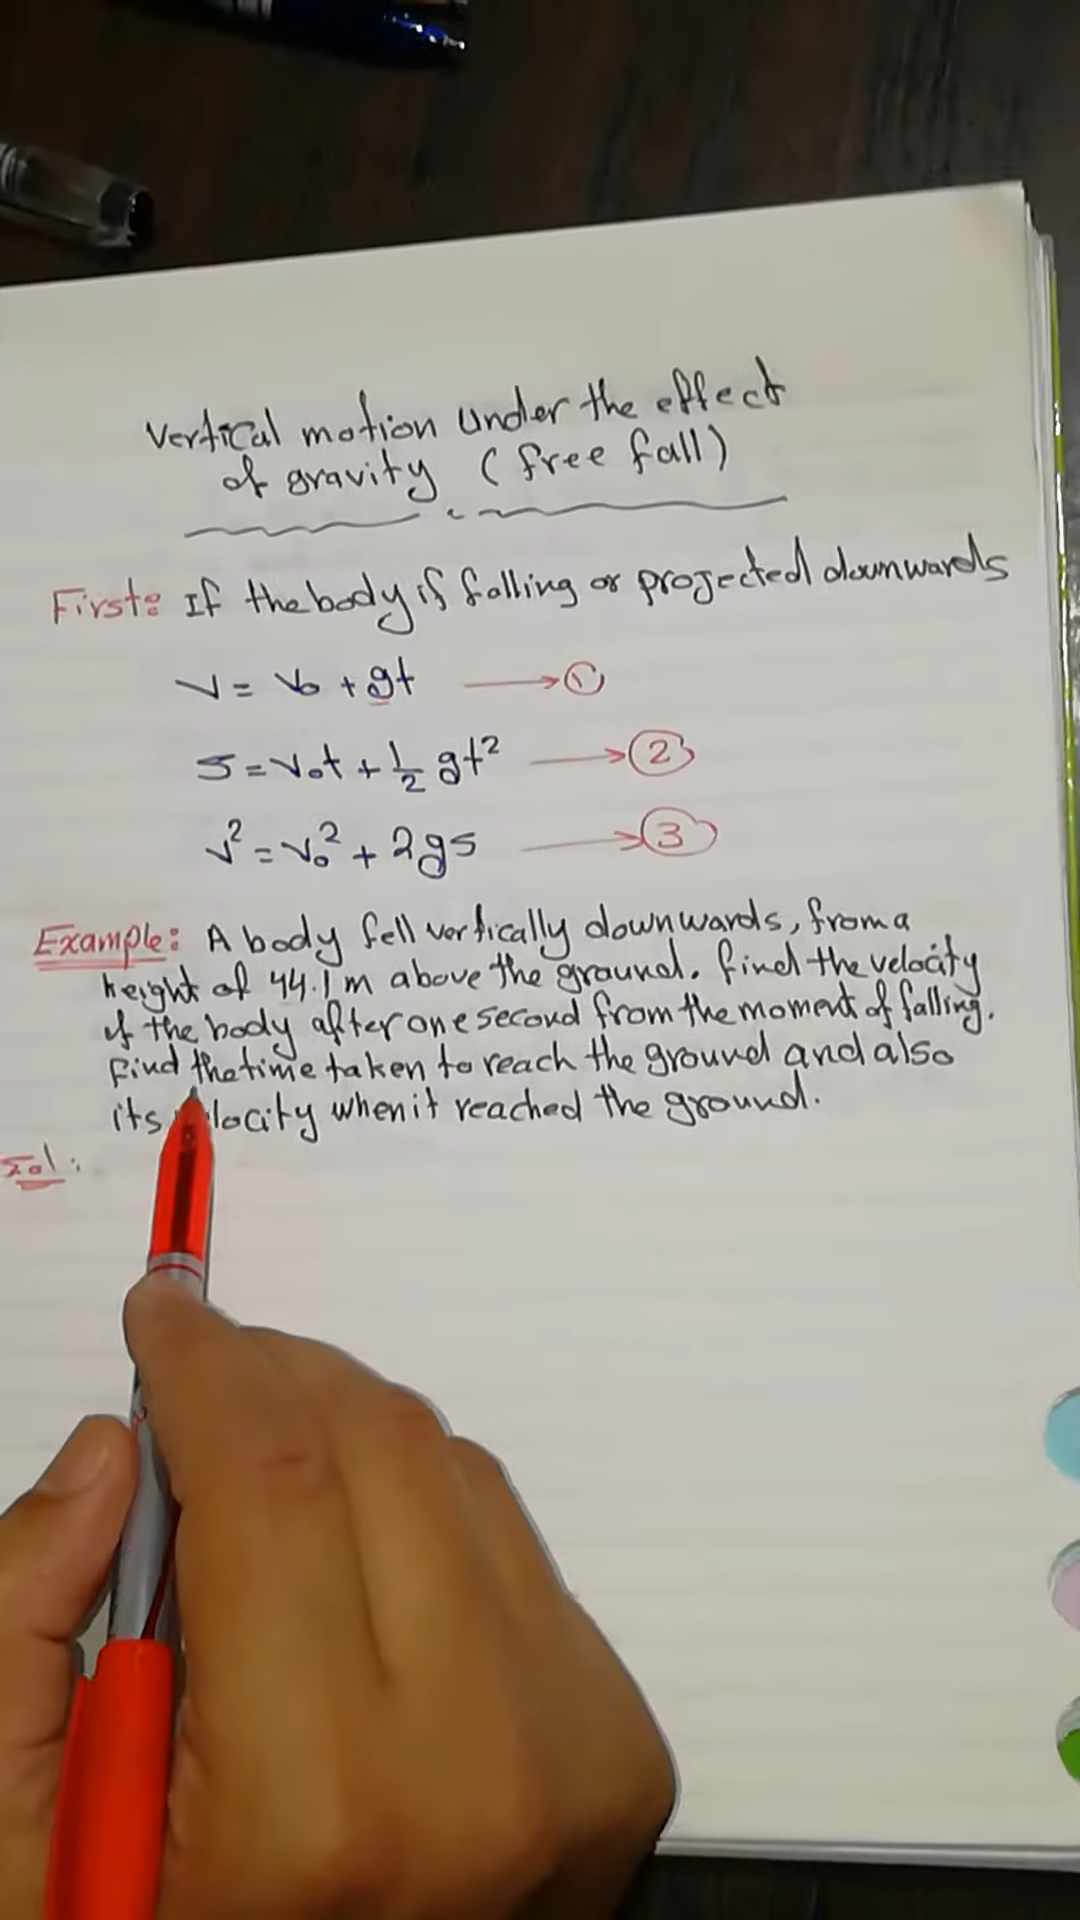 Vertical motion under the effect
of gravity (free fall)
First: If the body if falling or projected downwards
V = V₀ + gt → ①
S = V₀t + ½ gt² → ②
V² = V₀² + 2gs → ③
Example: A body fell vertically downwards, from a
height of 44.1 m above the ground. find the velocity
of the body after one second from the moment of falling.
Find the time taken to reach the ground and also
its locity when it reached the ground.
Sol: